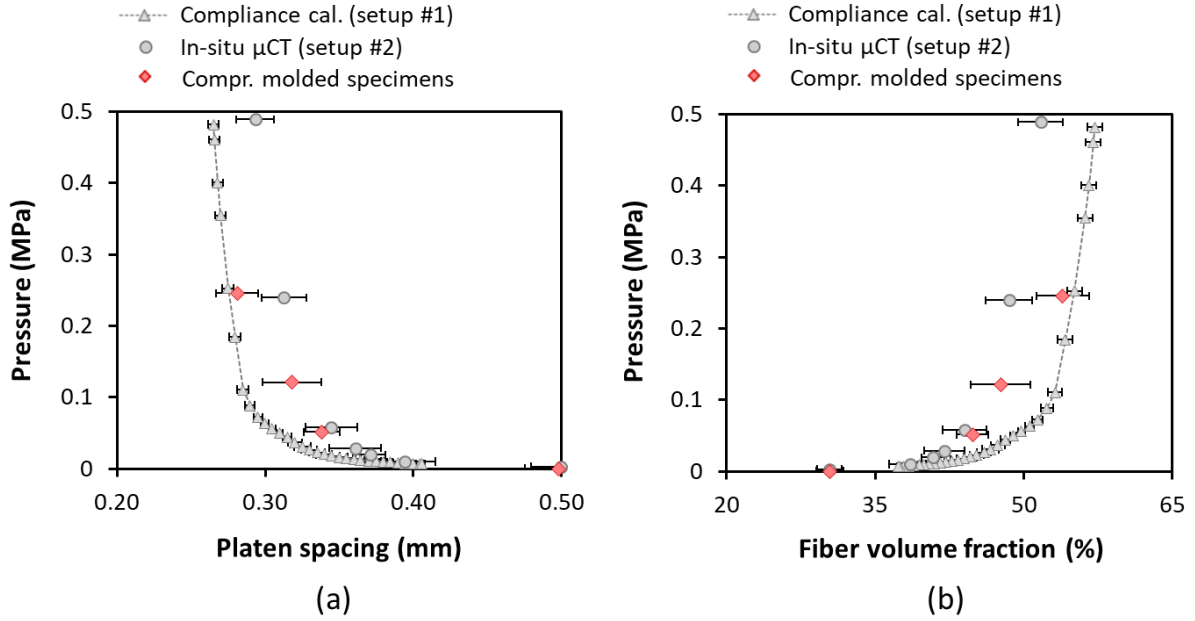 Compliance cal. (setup #1)
In-situ µCT (setup #2)
Compr. molded specimens
0.5
0.4
0.3
0.2
0.1
0
Pressure (MPa)
0.20
0.30
0.40
0.50
Platen spacing (mm)
(a)
Compliance cal. (setup #1)
In-situ µCT (setup #2)
Compr. molded specimens
0.5
0.4
0.3
0.2
0.1
0
Pressure (MPa)
20
35
50
65
Fiber volume fraction (%)
(b)